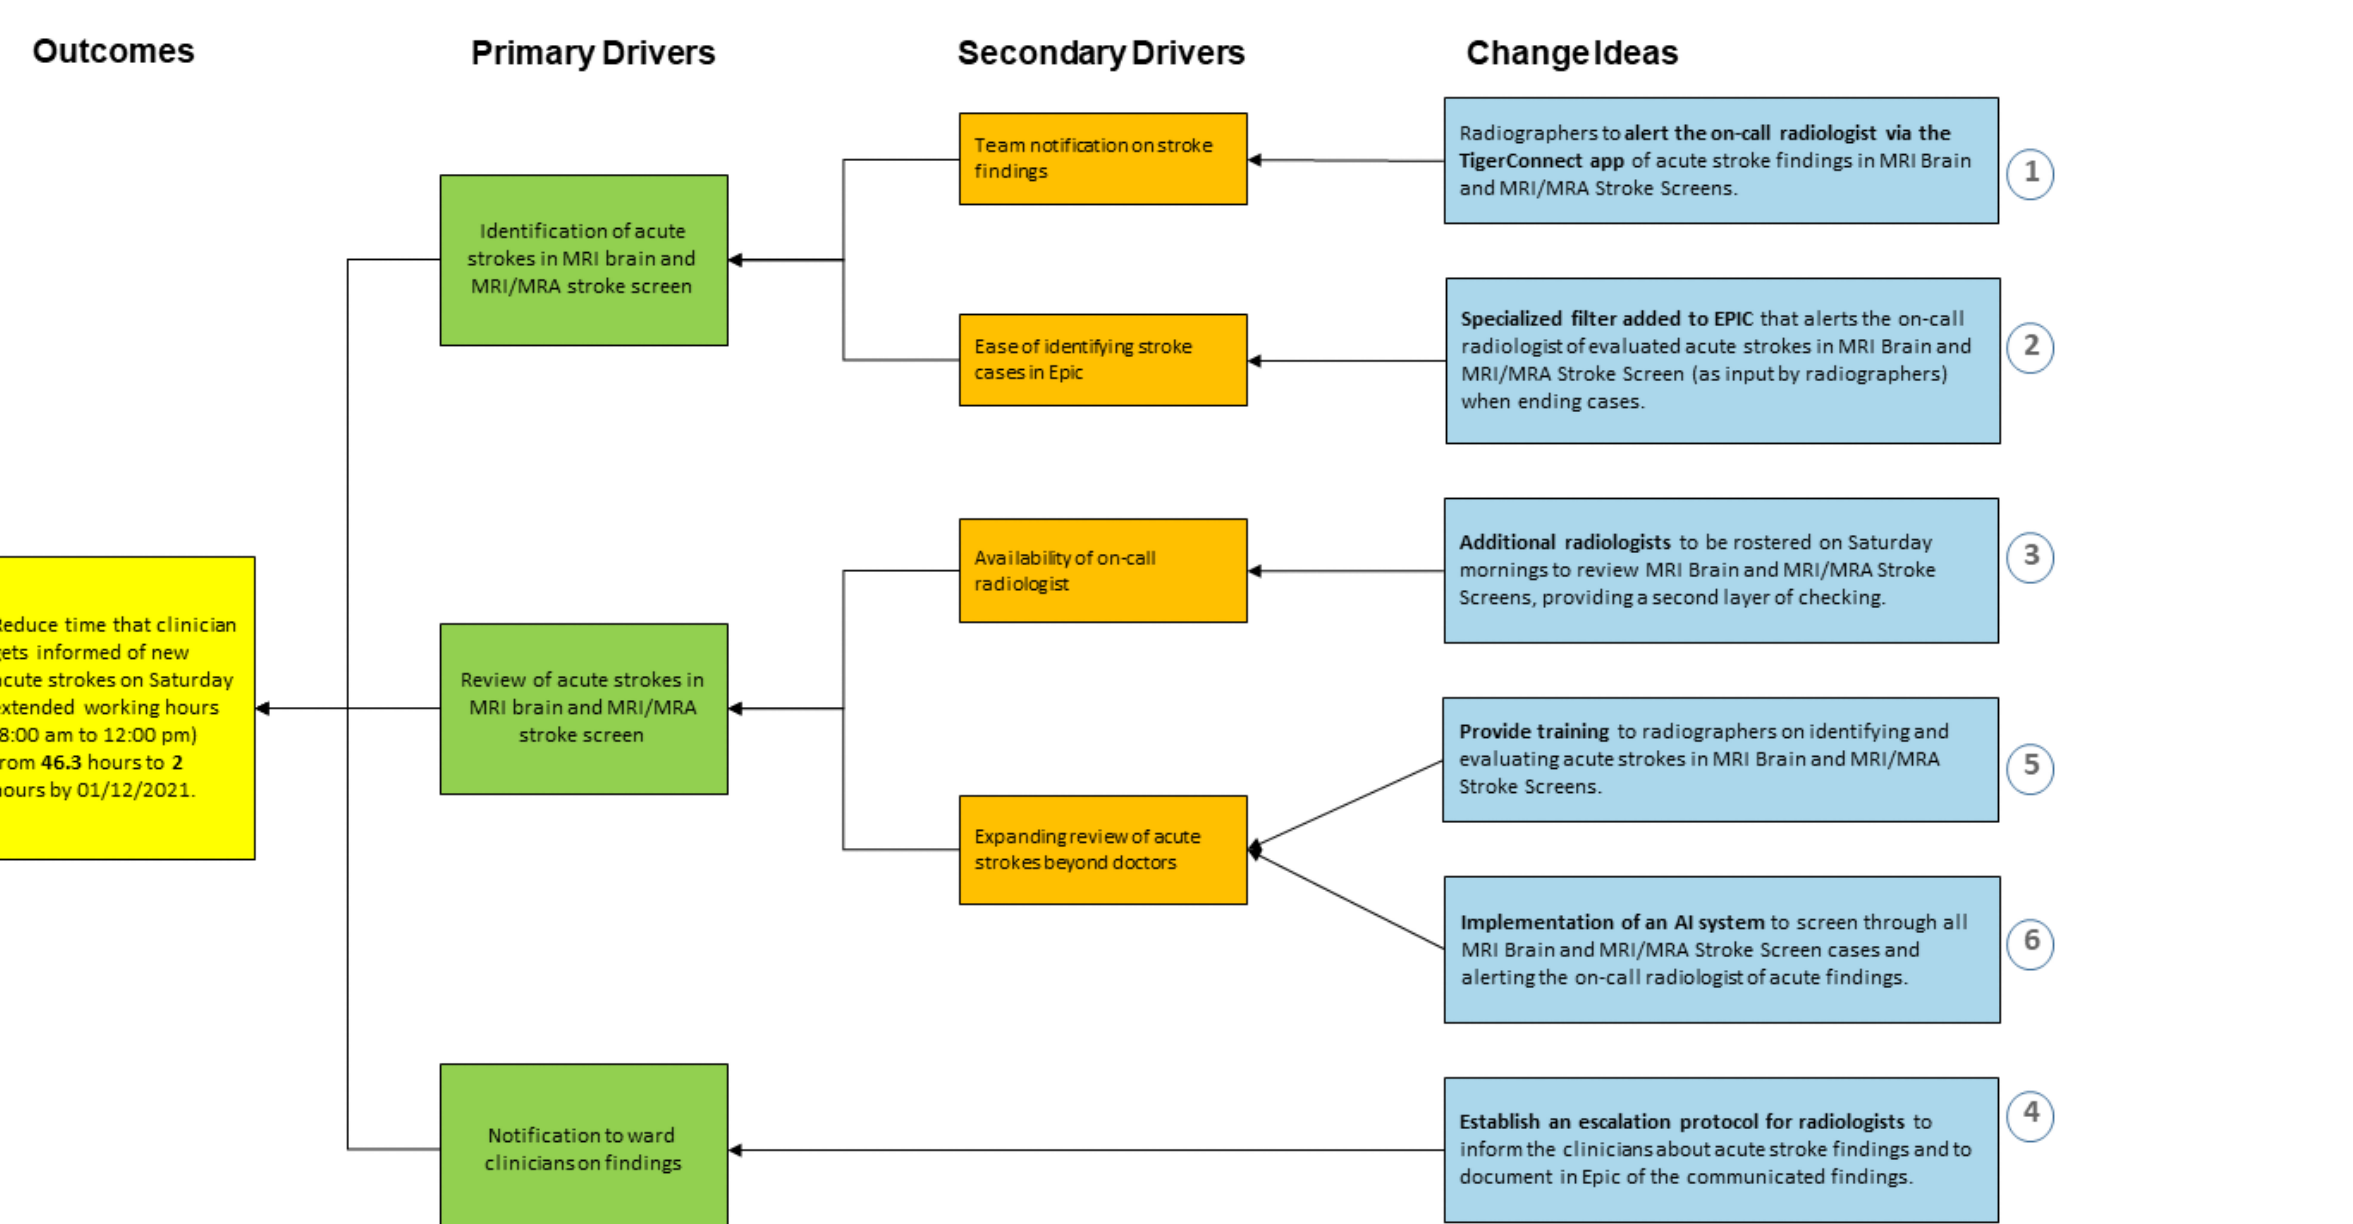 Outcomes
Primary Drivers
Secondary Drivers
Change Ideas
Reduce time that clinician
gets informed of new
acute strokes on Saturday
extended working hours
8:00 am to 12:00 pm)
from 46.3 hours to 2
hours by 01/12/2021.
Identification of acute
strokes in MRI brain and
MRI/MRA stroke screen
Review of acute strokes in
MRI brain and MRI/MRA
stroke screen
Notification to ward
clinicians on findings
Team notification on stroke
findings
Ease of identifying stroke
cases in Epic
Availability of on-call
radiologist
Expanding review of acute
strokes beyond doctors
Radiographers to alert the on-call radiologist via the
TigerConnect app of acute stroke findings in MRI Brain
and MRI/MRA Stroke Screens.
1
Specialized filter added to EPIC that alerts the on-call
radiologist of evaluated acute strokes in MRI Brain and
MRI/MRA Stroke Screen (as input by radiographers)
when ending cases.
2
Additional radiologists to be rostered on Saturday
mornings to review MRI Brain and MRI/MRA Stroke
Screens, providing a second layer of checking.
3
Provide training to radiographers on identifying and
evaluating acute strokes in MRI Brain and MRI/MRA
Stroke Screens.
5
Implementation of an AI system to screen through all
MRI Brain and MRI/MRA Stroke Screen cases and
alerting the on-call radiologist of acute findings.
6
Establish an escalation protocol for radiologists to
inform the clinicians about acute stroke findings and to
document in Epic of the communicated findings.
4